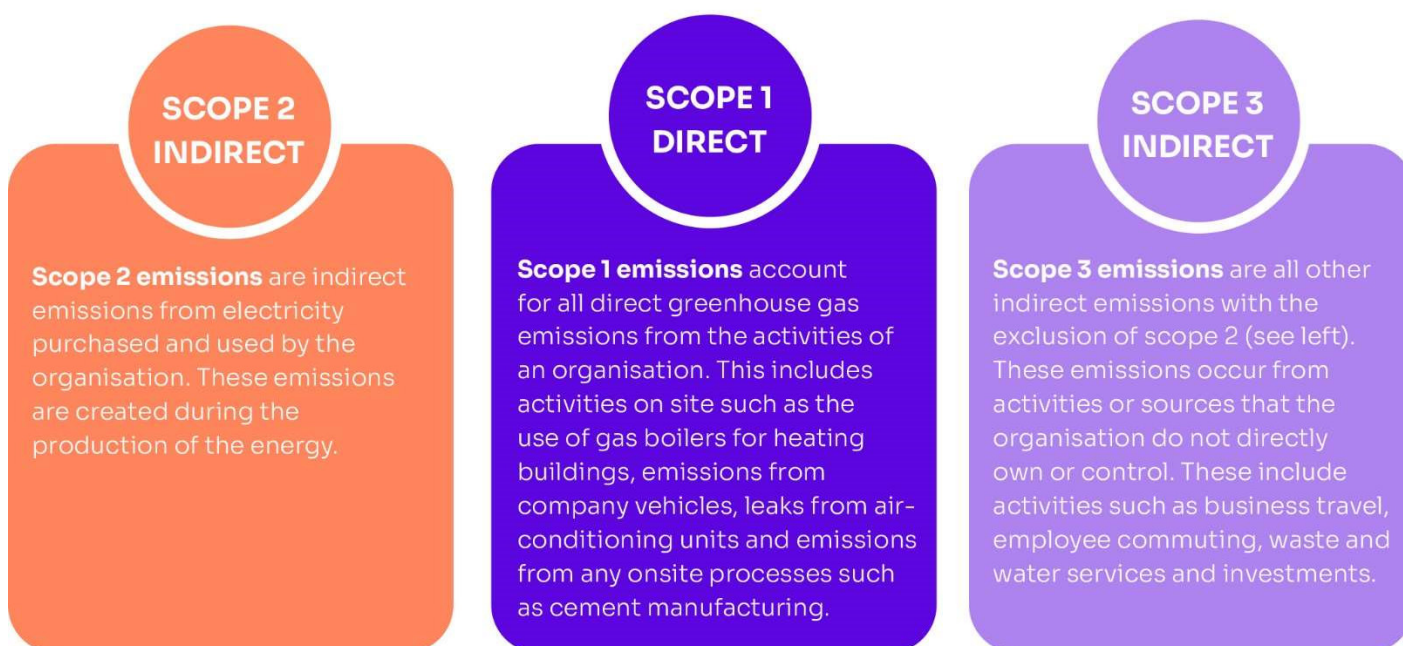 SCOPE 2
INDIRECT
Scope 2 emissions are indirect
emissions from electricity
purchased and used by the
organisation. These emissions
are created during the
production of the energy.
SCOPE 1
DIRECT
Scope 1 emissions account
for all direct greenhouse gas
emissions from the activities of
an organisation. This includes
activities on site such as the
use of gas boilers for heating
buildings, emissions from
company vehicles, leaks from air-
conditioning units and emissions
from any onsite processes such
as cement manufacturing.
SCOPE 3
INDIRECT
Scope 3 emissions are all other
indirect emissions with the
exclusion of scope 2 (see left).
These emissions occur from
activities or sources that the
organisation do not directly
own or control. These include
activities such as business travel,
employee commuting, waste and
water services and investments.